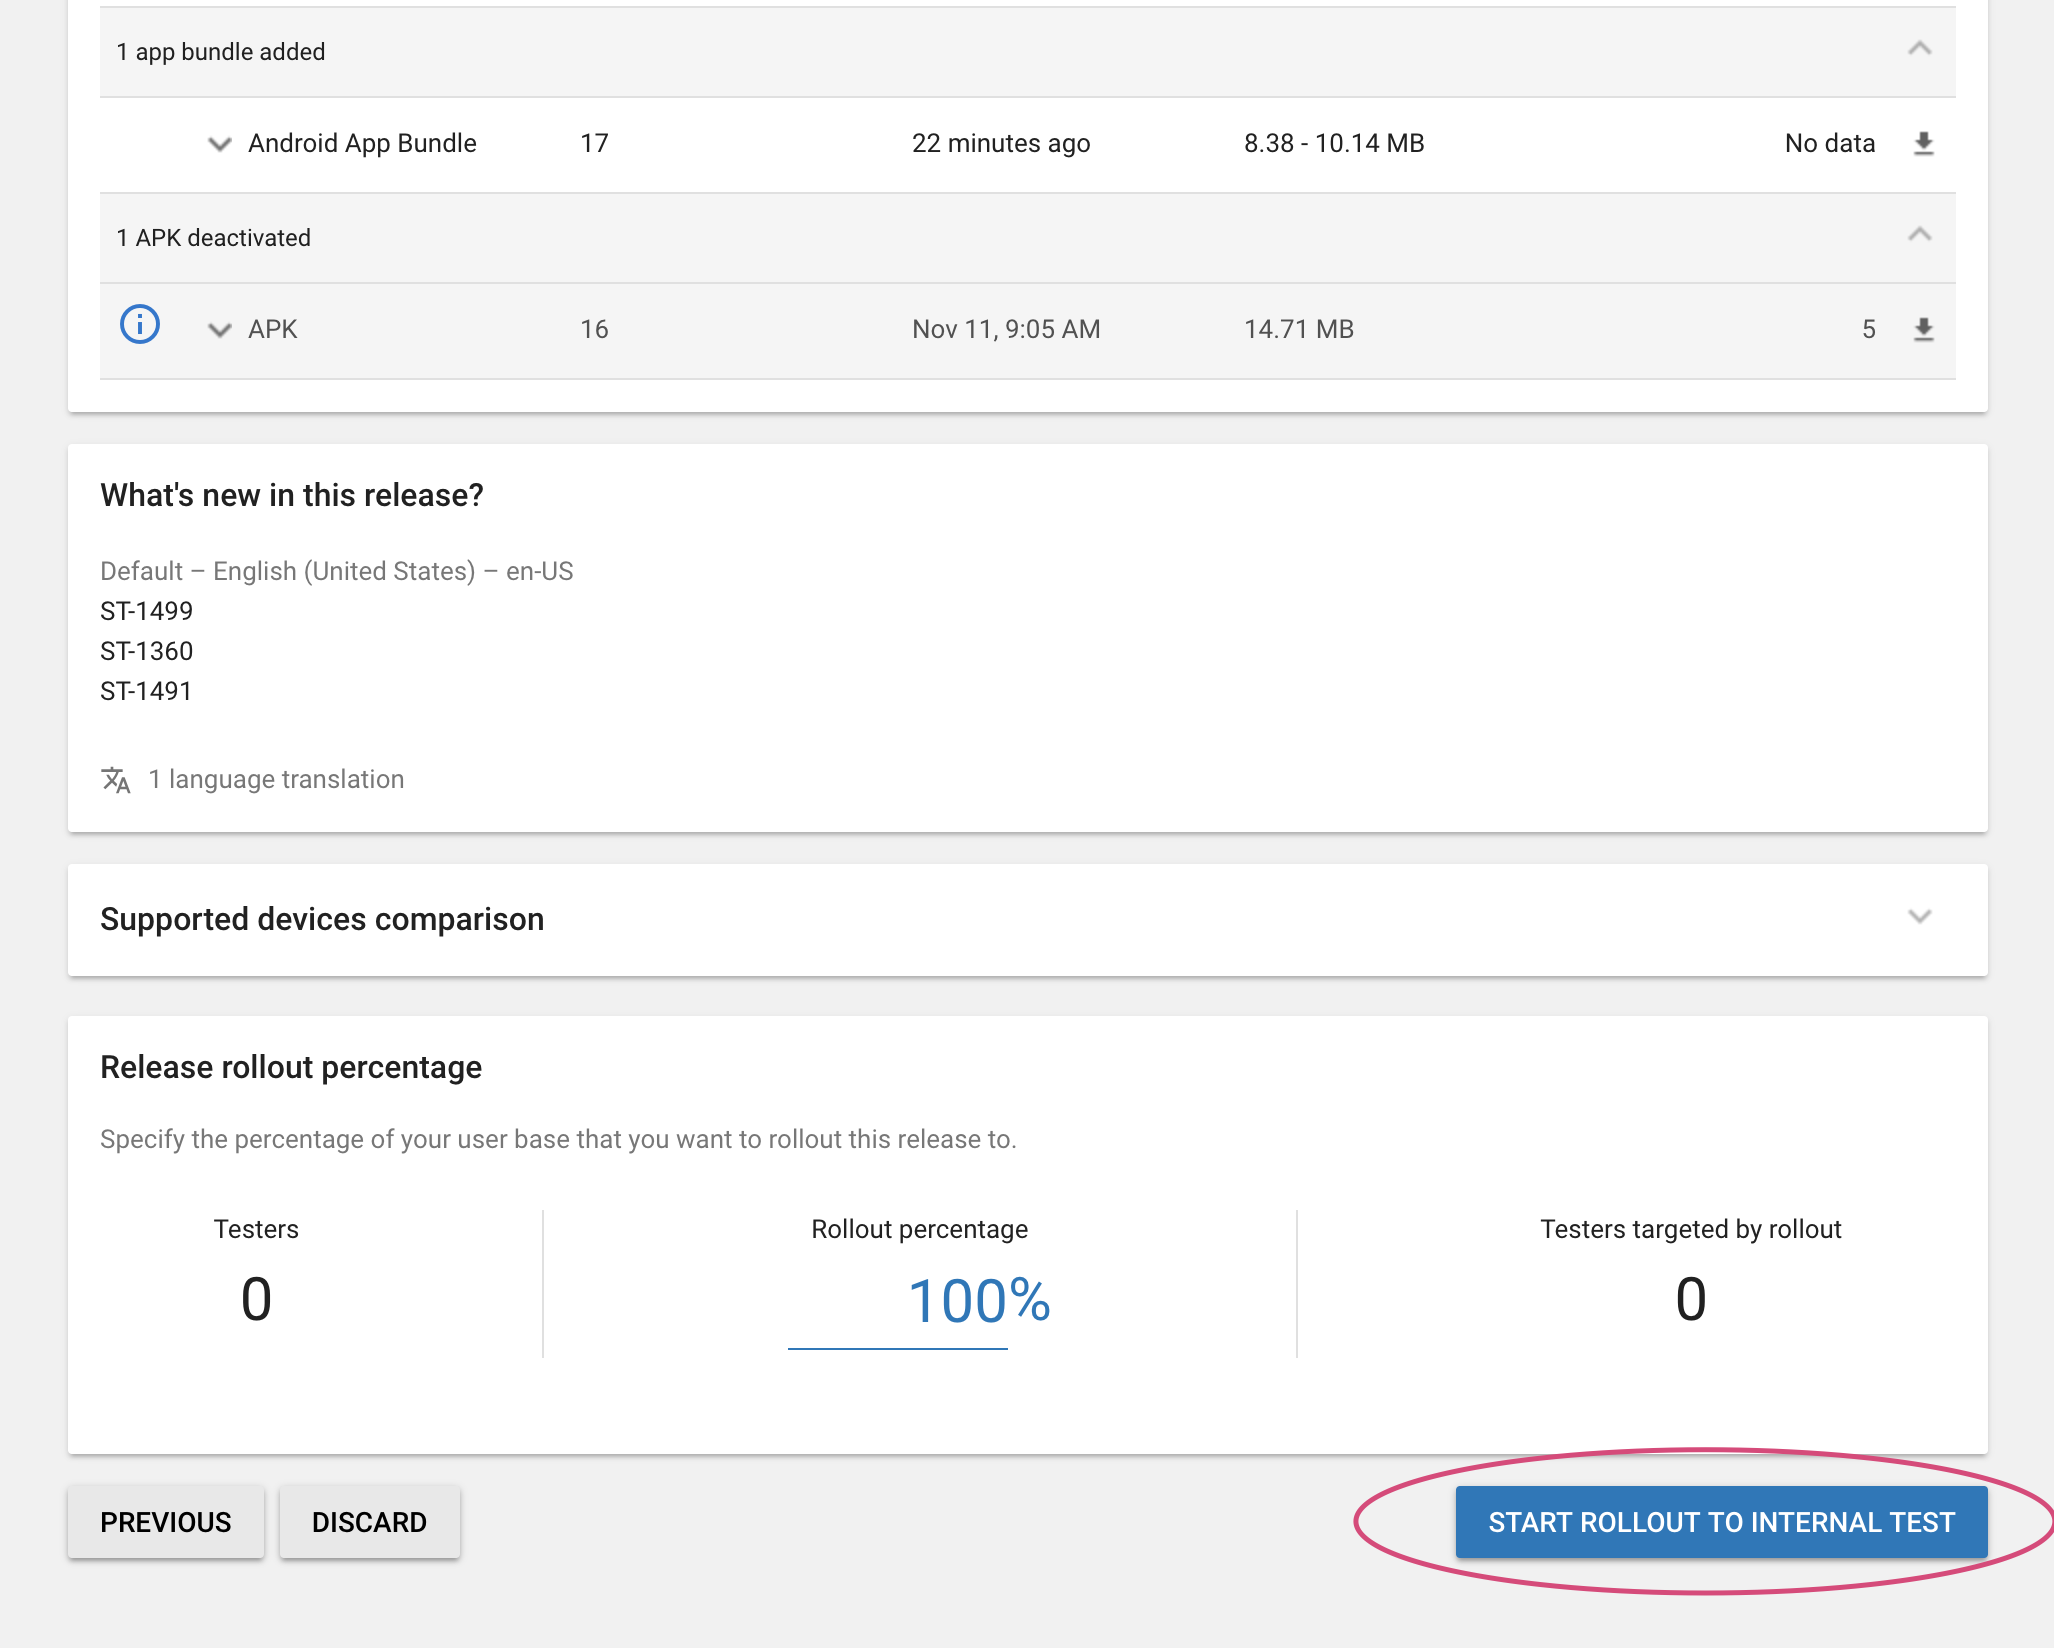 1 app bundle added
Android App Bundle 17 22 minutes ago 8.38 - 10.14 MB No data
1 APK deactivated
APK 16 Nov 11, 9:05 AM 14.71 MB 5
What's new in this release?
Default – English (United States) – en-US
ST-1499
ST-1360
ST-1491
1 language translation
Supported devices comparison
Release rollout percentage
Specify the percentage of your user base that you want to rollout this release to.
Testers Rollout percentage Testers targeted by rollout
0 100% 0
PREVIOUS DISCARD START ROLLOUT TO INTERNAL TEST